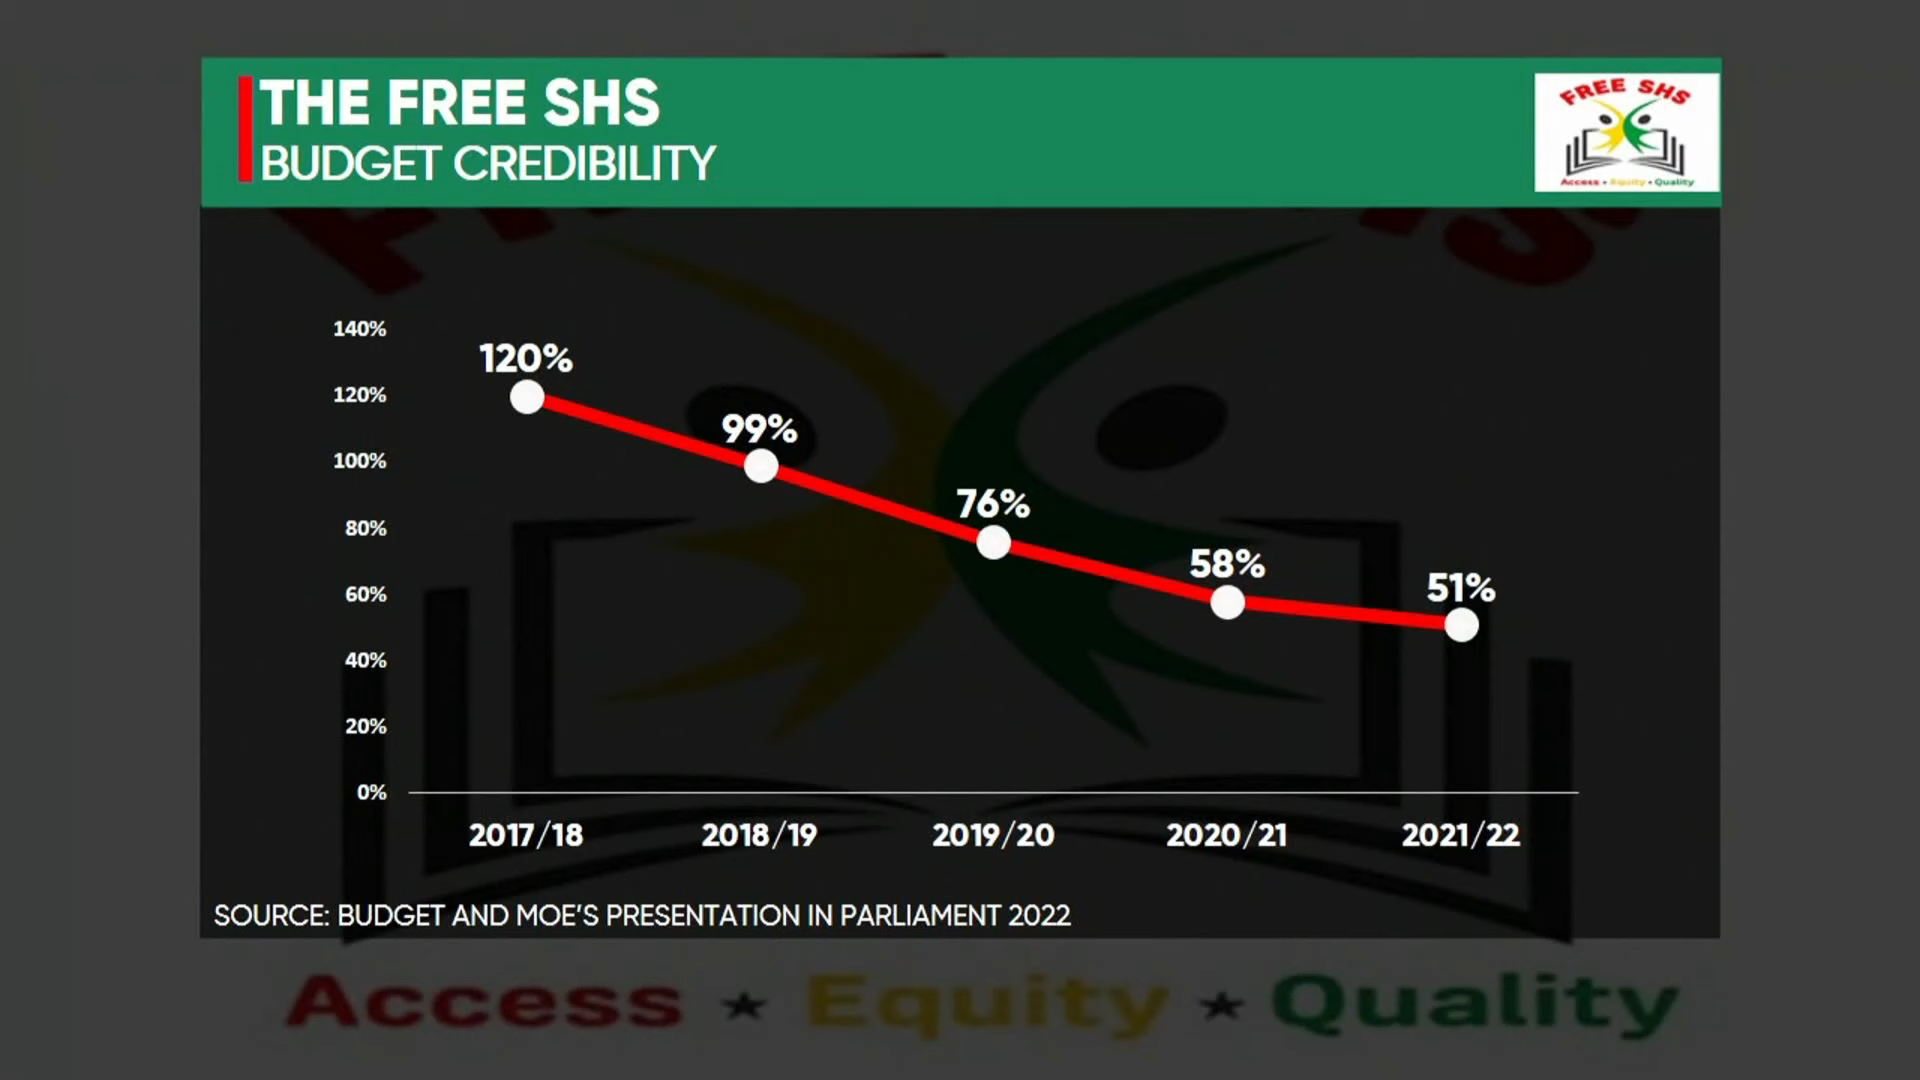 THE FREE SHS
BUDGET CREDIBILITY
FREE SHS
Access • Equity • Quality
140%
120%
100%
80%
60%
40%
20%
0%
120%
99%
76%
58%
51%
2017/18 2018/19 2019/20 2020/21 2021/22
SOURCE: BUDGET AND MOE'S PRESENTATION IN PARLIAMENT 2022
Access ★ Equity ★ Quality